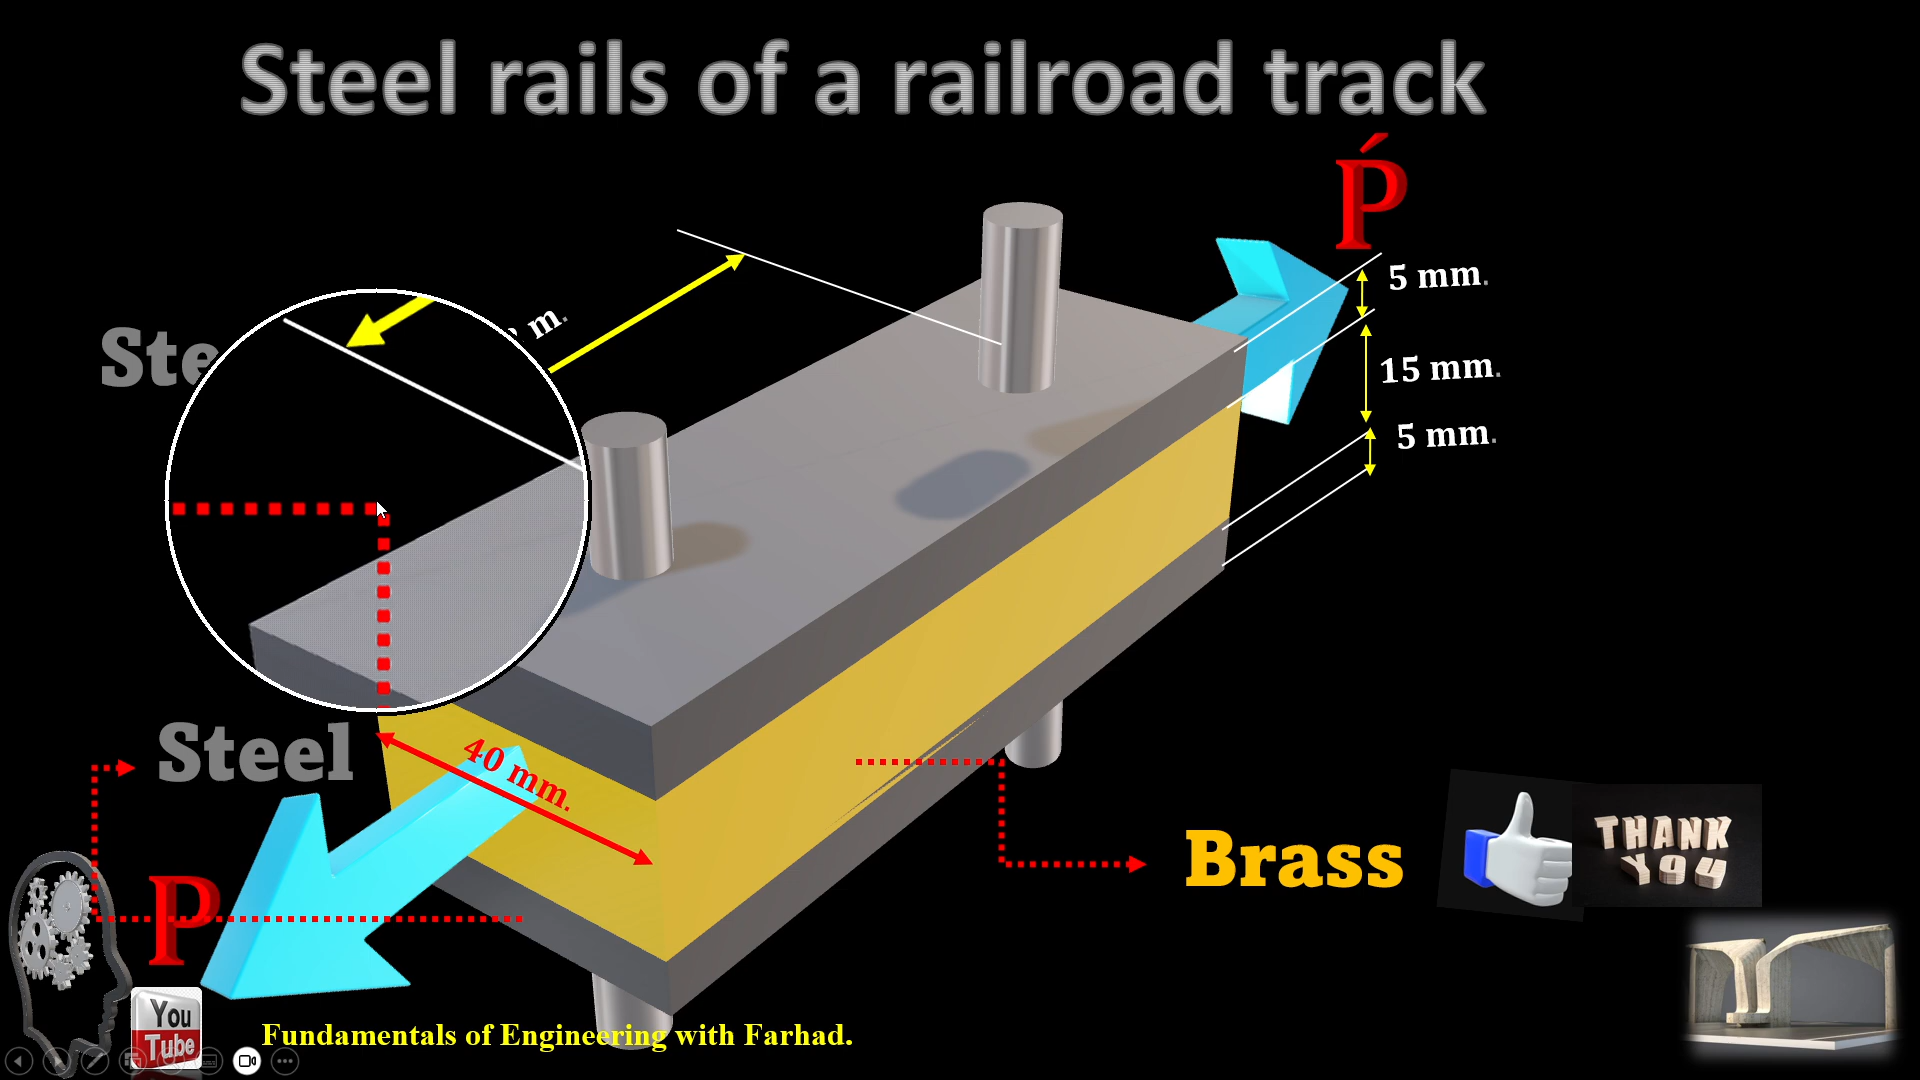 Steel rails of a railroad track
Ṕ
5 mm.
m.
15 mm.
5 mm.
Steel
40 mm.
Brass
THANK
YOU
P
You
Tube
Fundamentals of Engineering with Farhad.